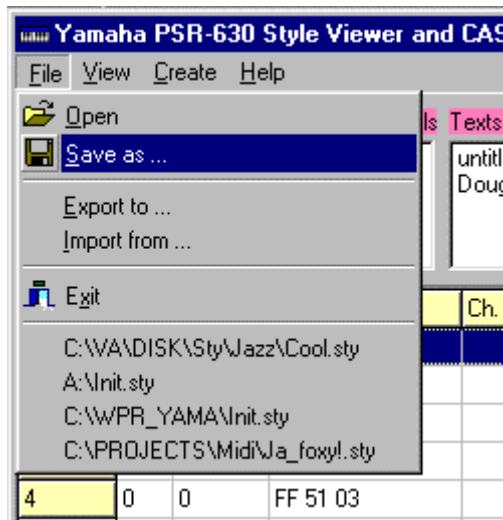 Yamaha PSR-630 Style Viewer and CAS
File View Create Help
Open
ls Texts
Save as ...
untitl
Doug
Export to ...
Import from ...
Exit
Ch.
C:\VA\DISK\Sty\Jazz\Cool.sty
A:\Init.sty
C:\WPR_YAMA\Init.sty
C:\PROJECTS\Midi\Ja_foxy!.sty
4 0 0 FF 51 03